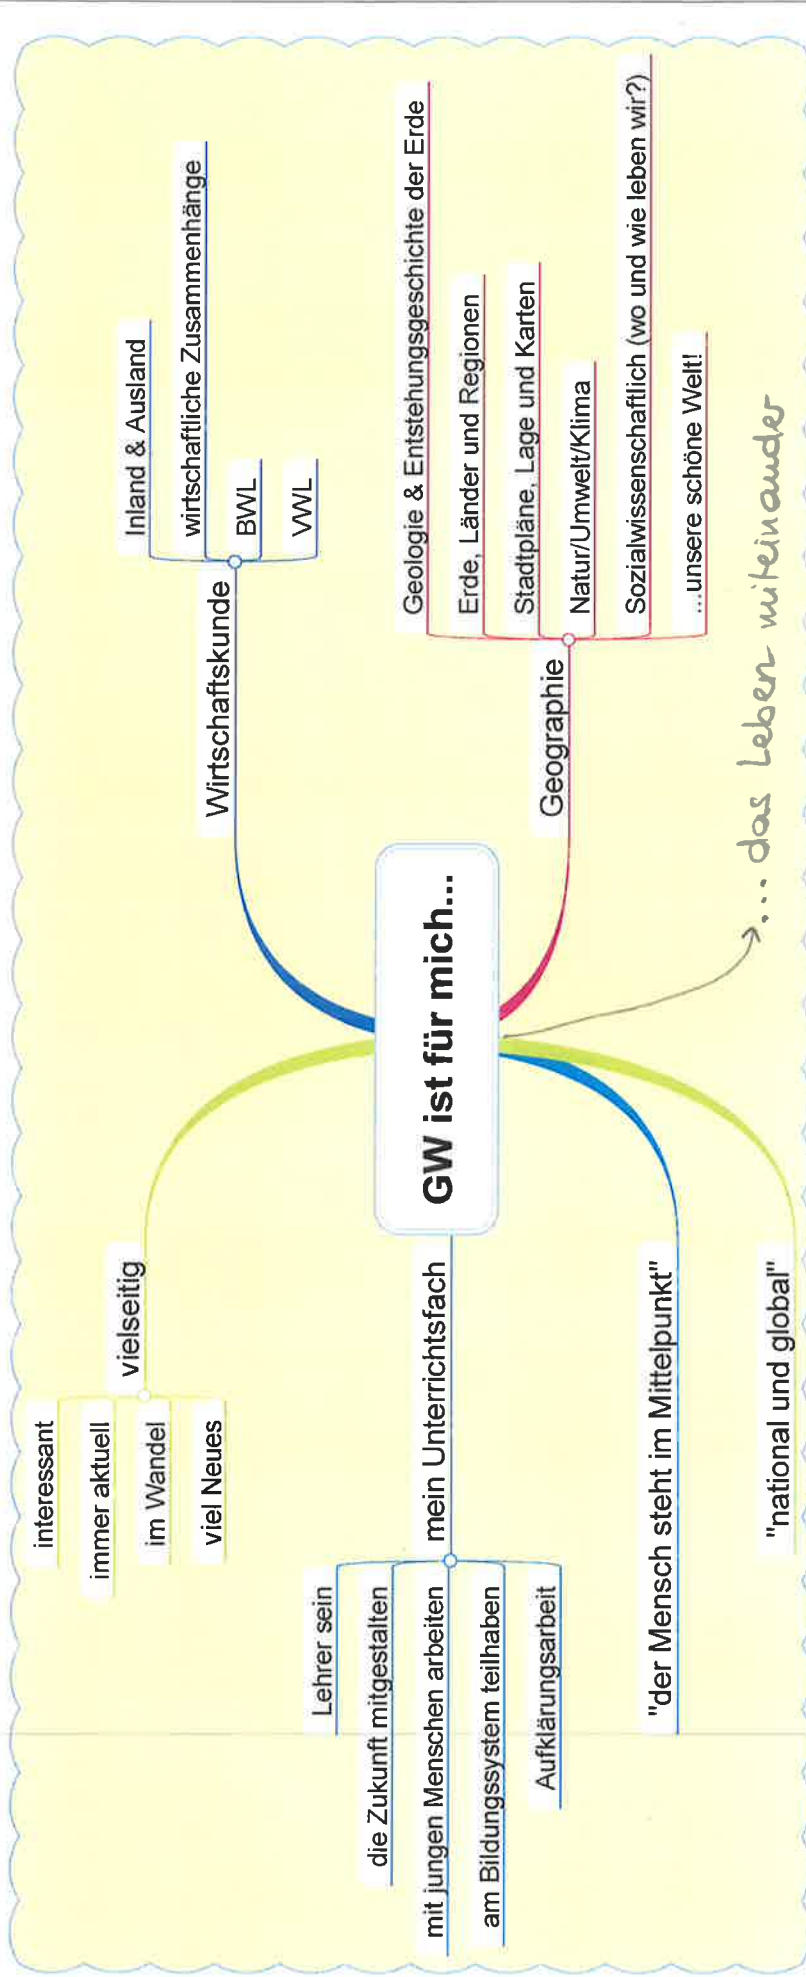 GW ist für mich...
Wirtschaftskunde
Inland & Ausland
wirtschaftliche Zusammenhänge
BWL
VWL
Geographie
Geologie & Entstehungsgeschichte der Erde
Erde, Länder und Regionen
Stadtpläne, Lage und Karten
Natur/Umwelt/Klima
Sozialwissenschaftlich (wo und wie leben wir?)
...unsere schöne Welt!
... das Leben miteinander
vielseitig
interessant
immer aktuell
im Wandel
viel Neues
mein Unterrichtsfach
Lehrer sein
die Zukunft mitgestalten
mit jungen Menschen arbeiten
am Bildungssystem teilhaben
Aufklärungsarbeit
"der Mensch steht im Mittelpunkt"
"national und global"